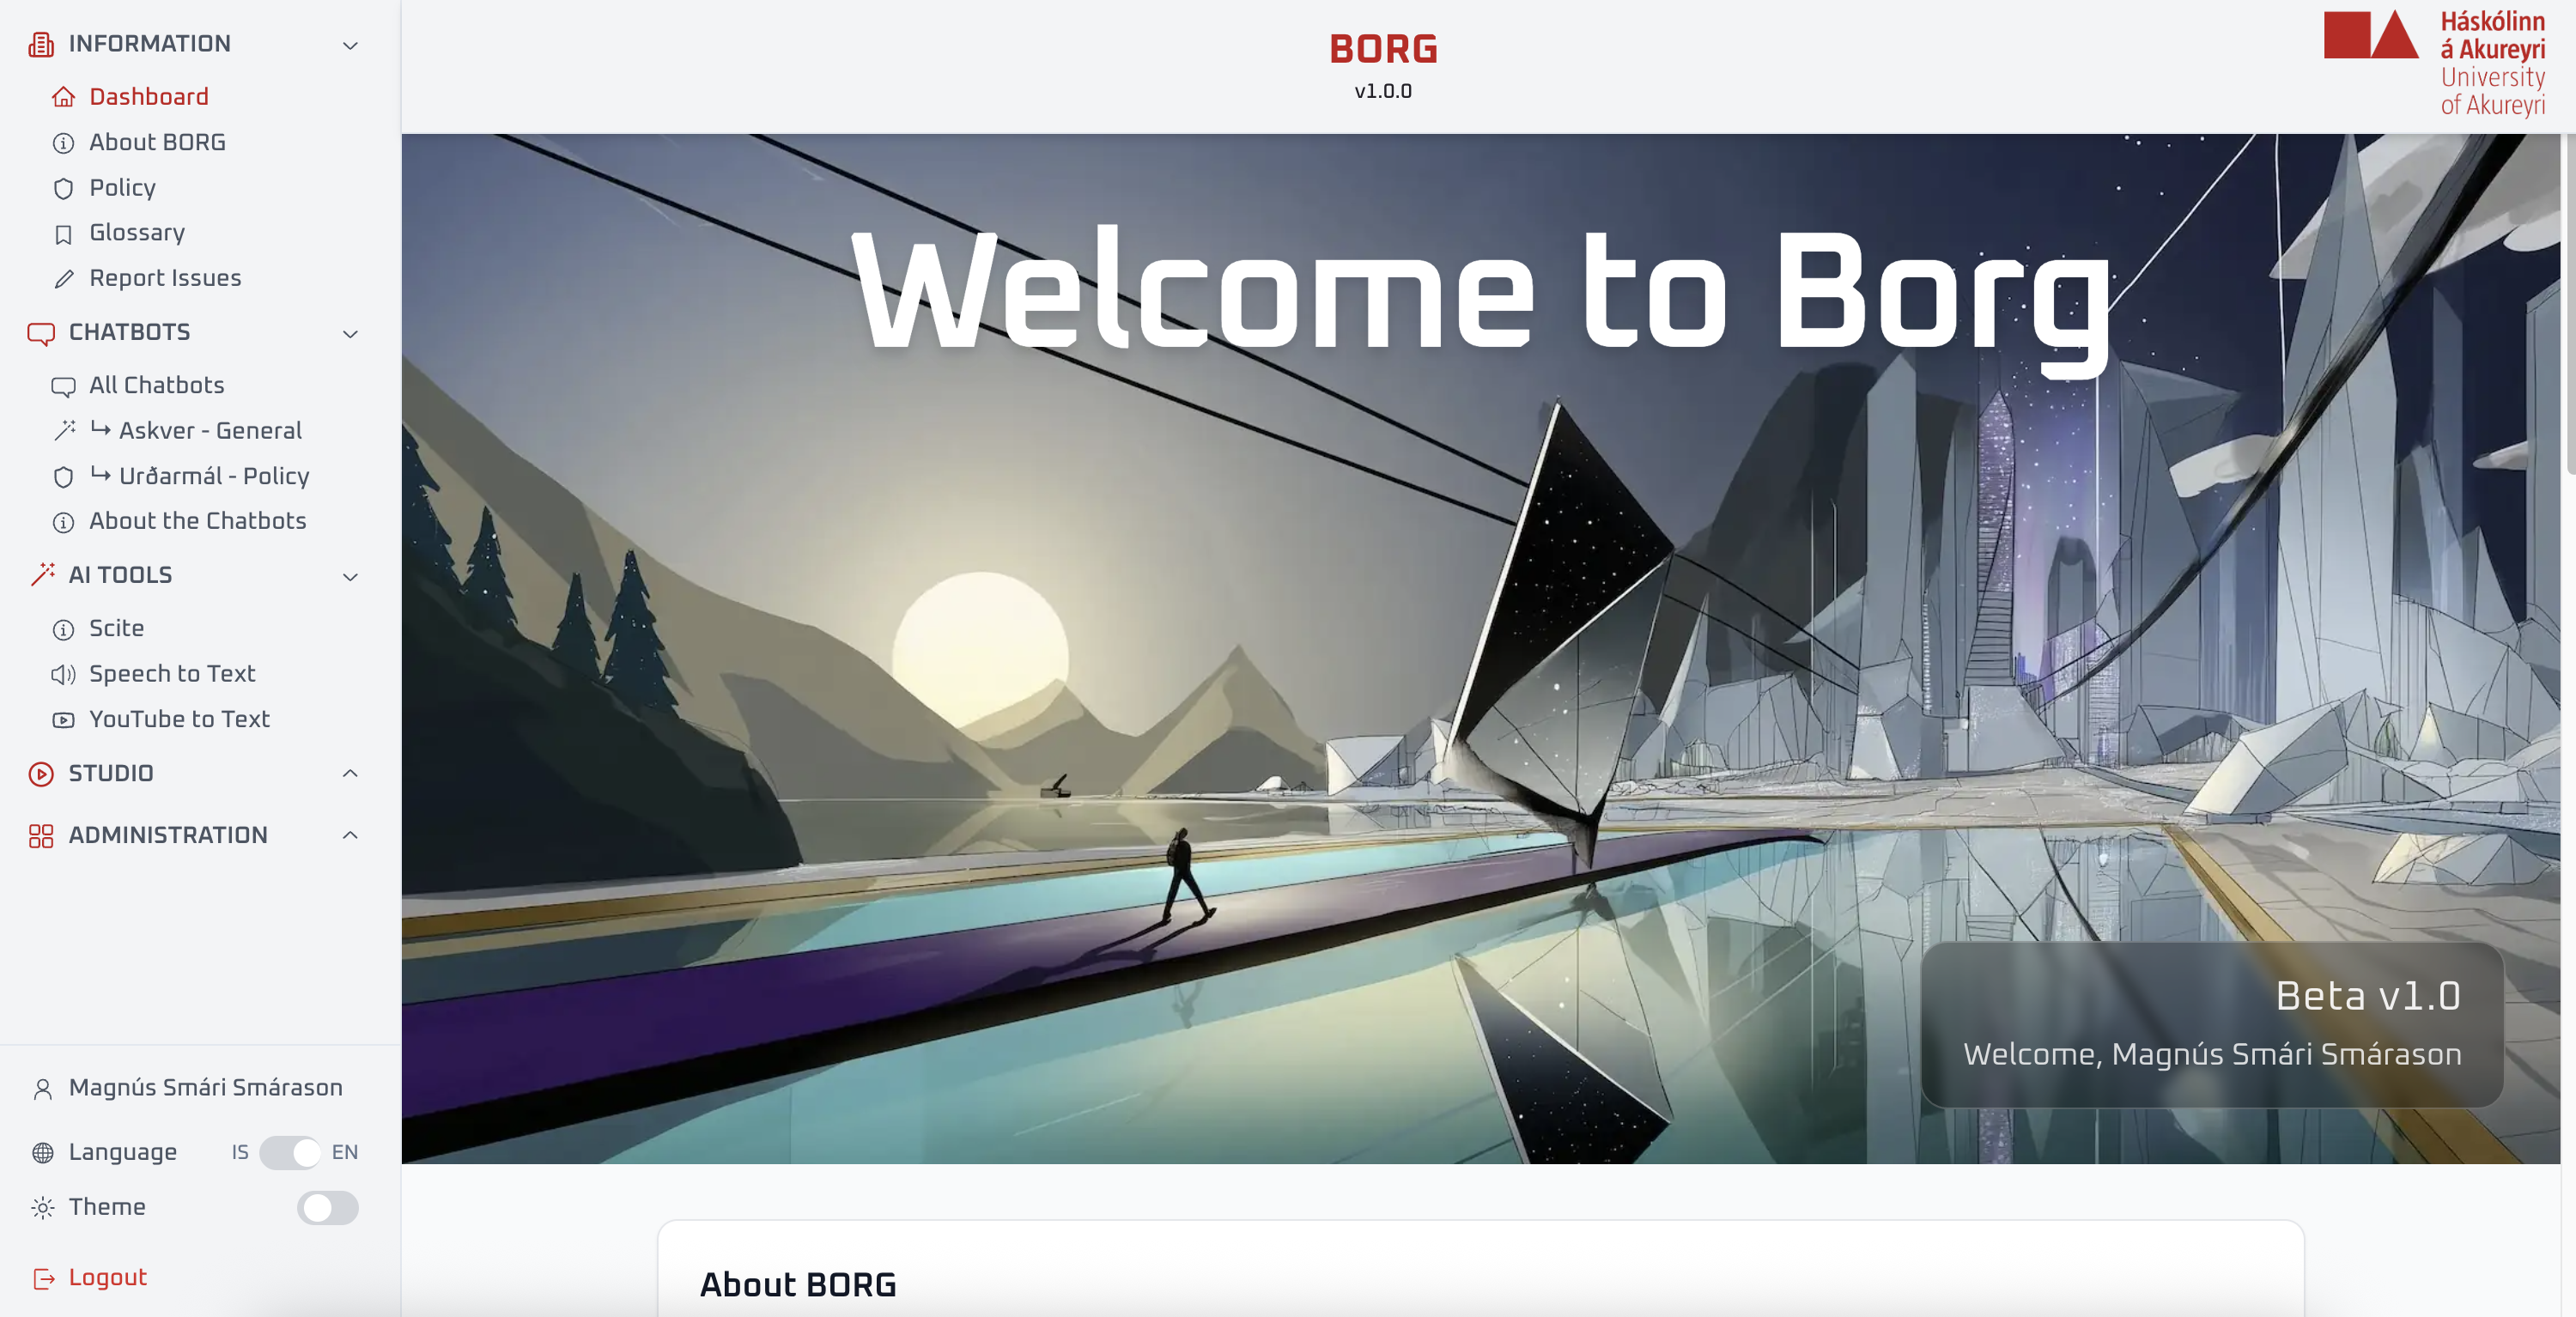 INFORMATION
Dashboard
About BORG
Policy
Glossary
Report Issues
CHATBOTS
All Chatbots
↳ Askver - General
↳ Urðarmál - Policy
About the Chatbots
AI TOOLS
Scite
Speech to Text
YouTube to Text
STUDIO
ADMINISTRATION
Magnús Smári Smárason
Language IS EN
Theme
Logout
BORG
v1.0.0
Háskólinn
á Akureyri
University
of Akureyri
Welcome to Borg
Beta v1.0
Welcome, Magnús Smári Smárason
About BORG